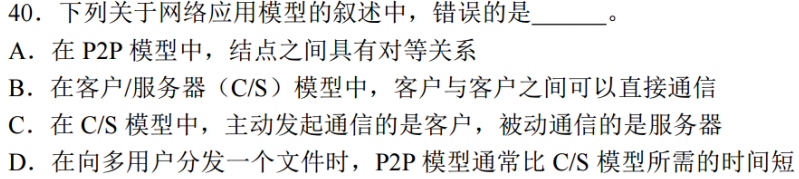 40．下列关于网络应用模型的叙述中，错误的是______。
A．在 P2P 模型中，结点之间具有对等关系
B．在客户/服务器（C/S）模型中，客户与客户之间可以直接通信
C．在 C/S 模型中，主动发起通信的是客户，被动通信的是服务器
D．在向多用户分发一个文件时，P2P 模型通常比 C/S 模型所需的时间短